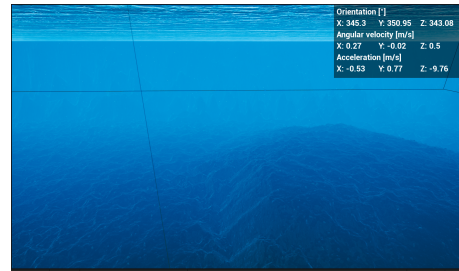 Orientation [°]
X: 345.3 Y: 350.95 Z: 343.08
Angular velocity [m/s]
X: 0.27 Y: -0.02 Z: 0.5
Acceleration [m/s]
X: -0.53 Y: 0.77 Z: -9.76